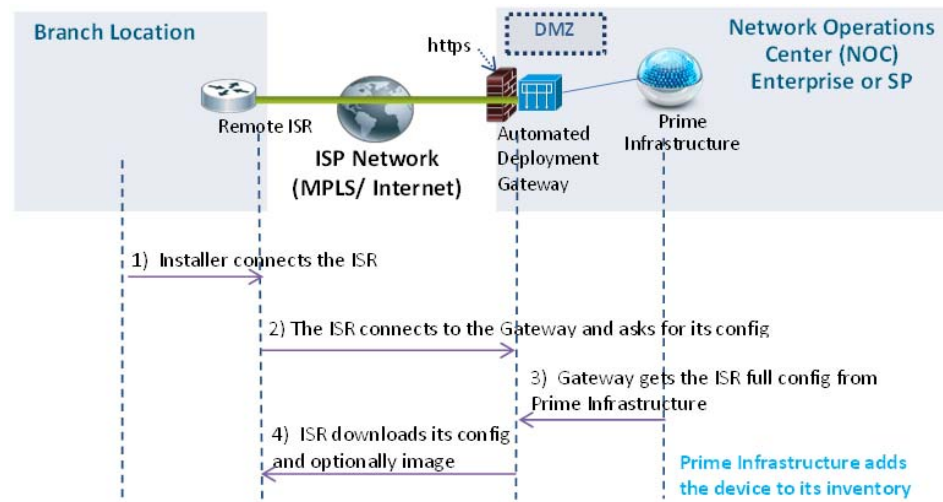 Branch Location
https
DMZ
Network Operations
Center (NOC)
Enterprise or SP
Remote ISR
ISP Network
(MPLS/ Internet)
Automated
Deployment
Gateway
Prime
Infrastructure
1) Installer connects the ISR
2) The ISR connects to the Gateway and asks for its config
3) Gateway gets the ISR full config from
Prime Infrastructure
4) ISR downloads its config
and optionally image
Prime Infrastructure adds
the device to its inventory